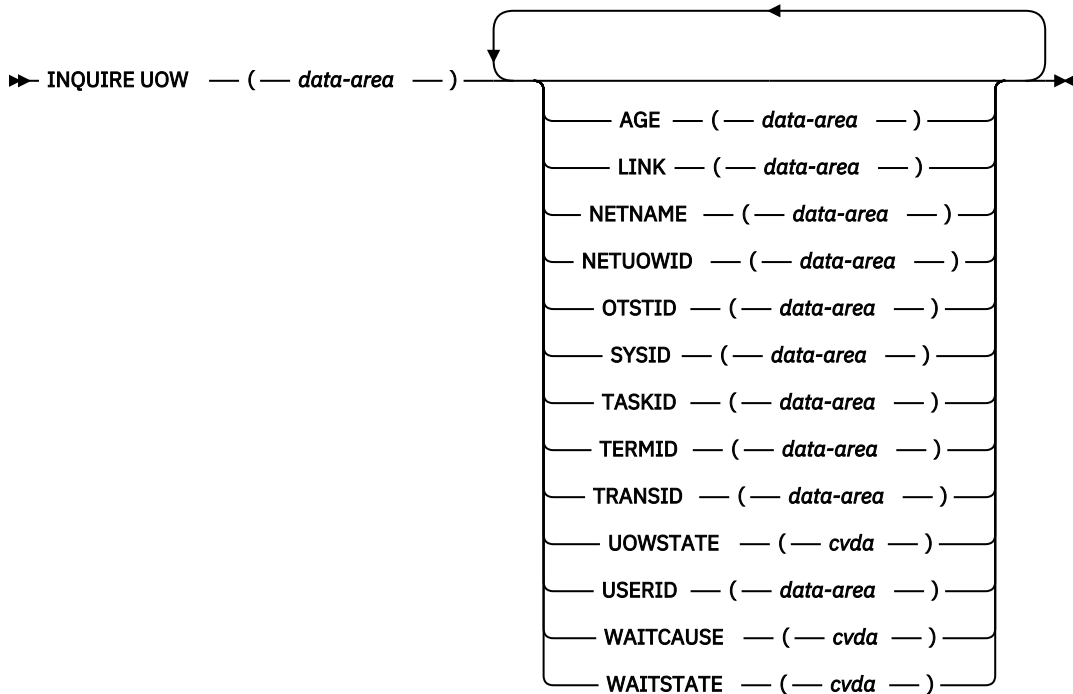 INQUIRE UOW ( data-area )
AGE ( data-area )
LINK ( data-area )
NETNAME ( data-area )
NETUOWID ( data-area )
OTSTID ( data-area )
SYSID ( data-area )
TASKID ( data-area )
TERMID ( data-area )
TRANSID ( data-area )
UOWSTATE ( cvda )
USERID ( data-area )
WAITCAUSE ( cvda )
WAITSTATE ( cvda )